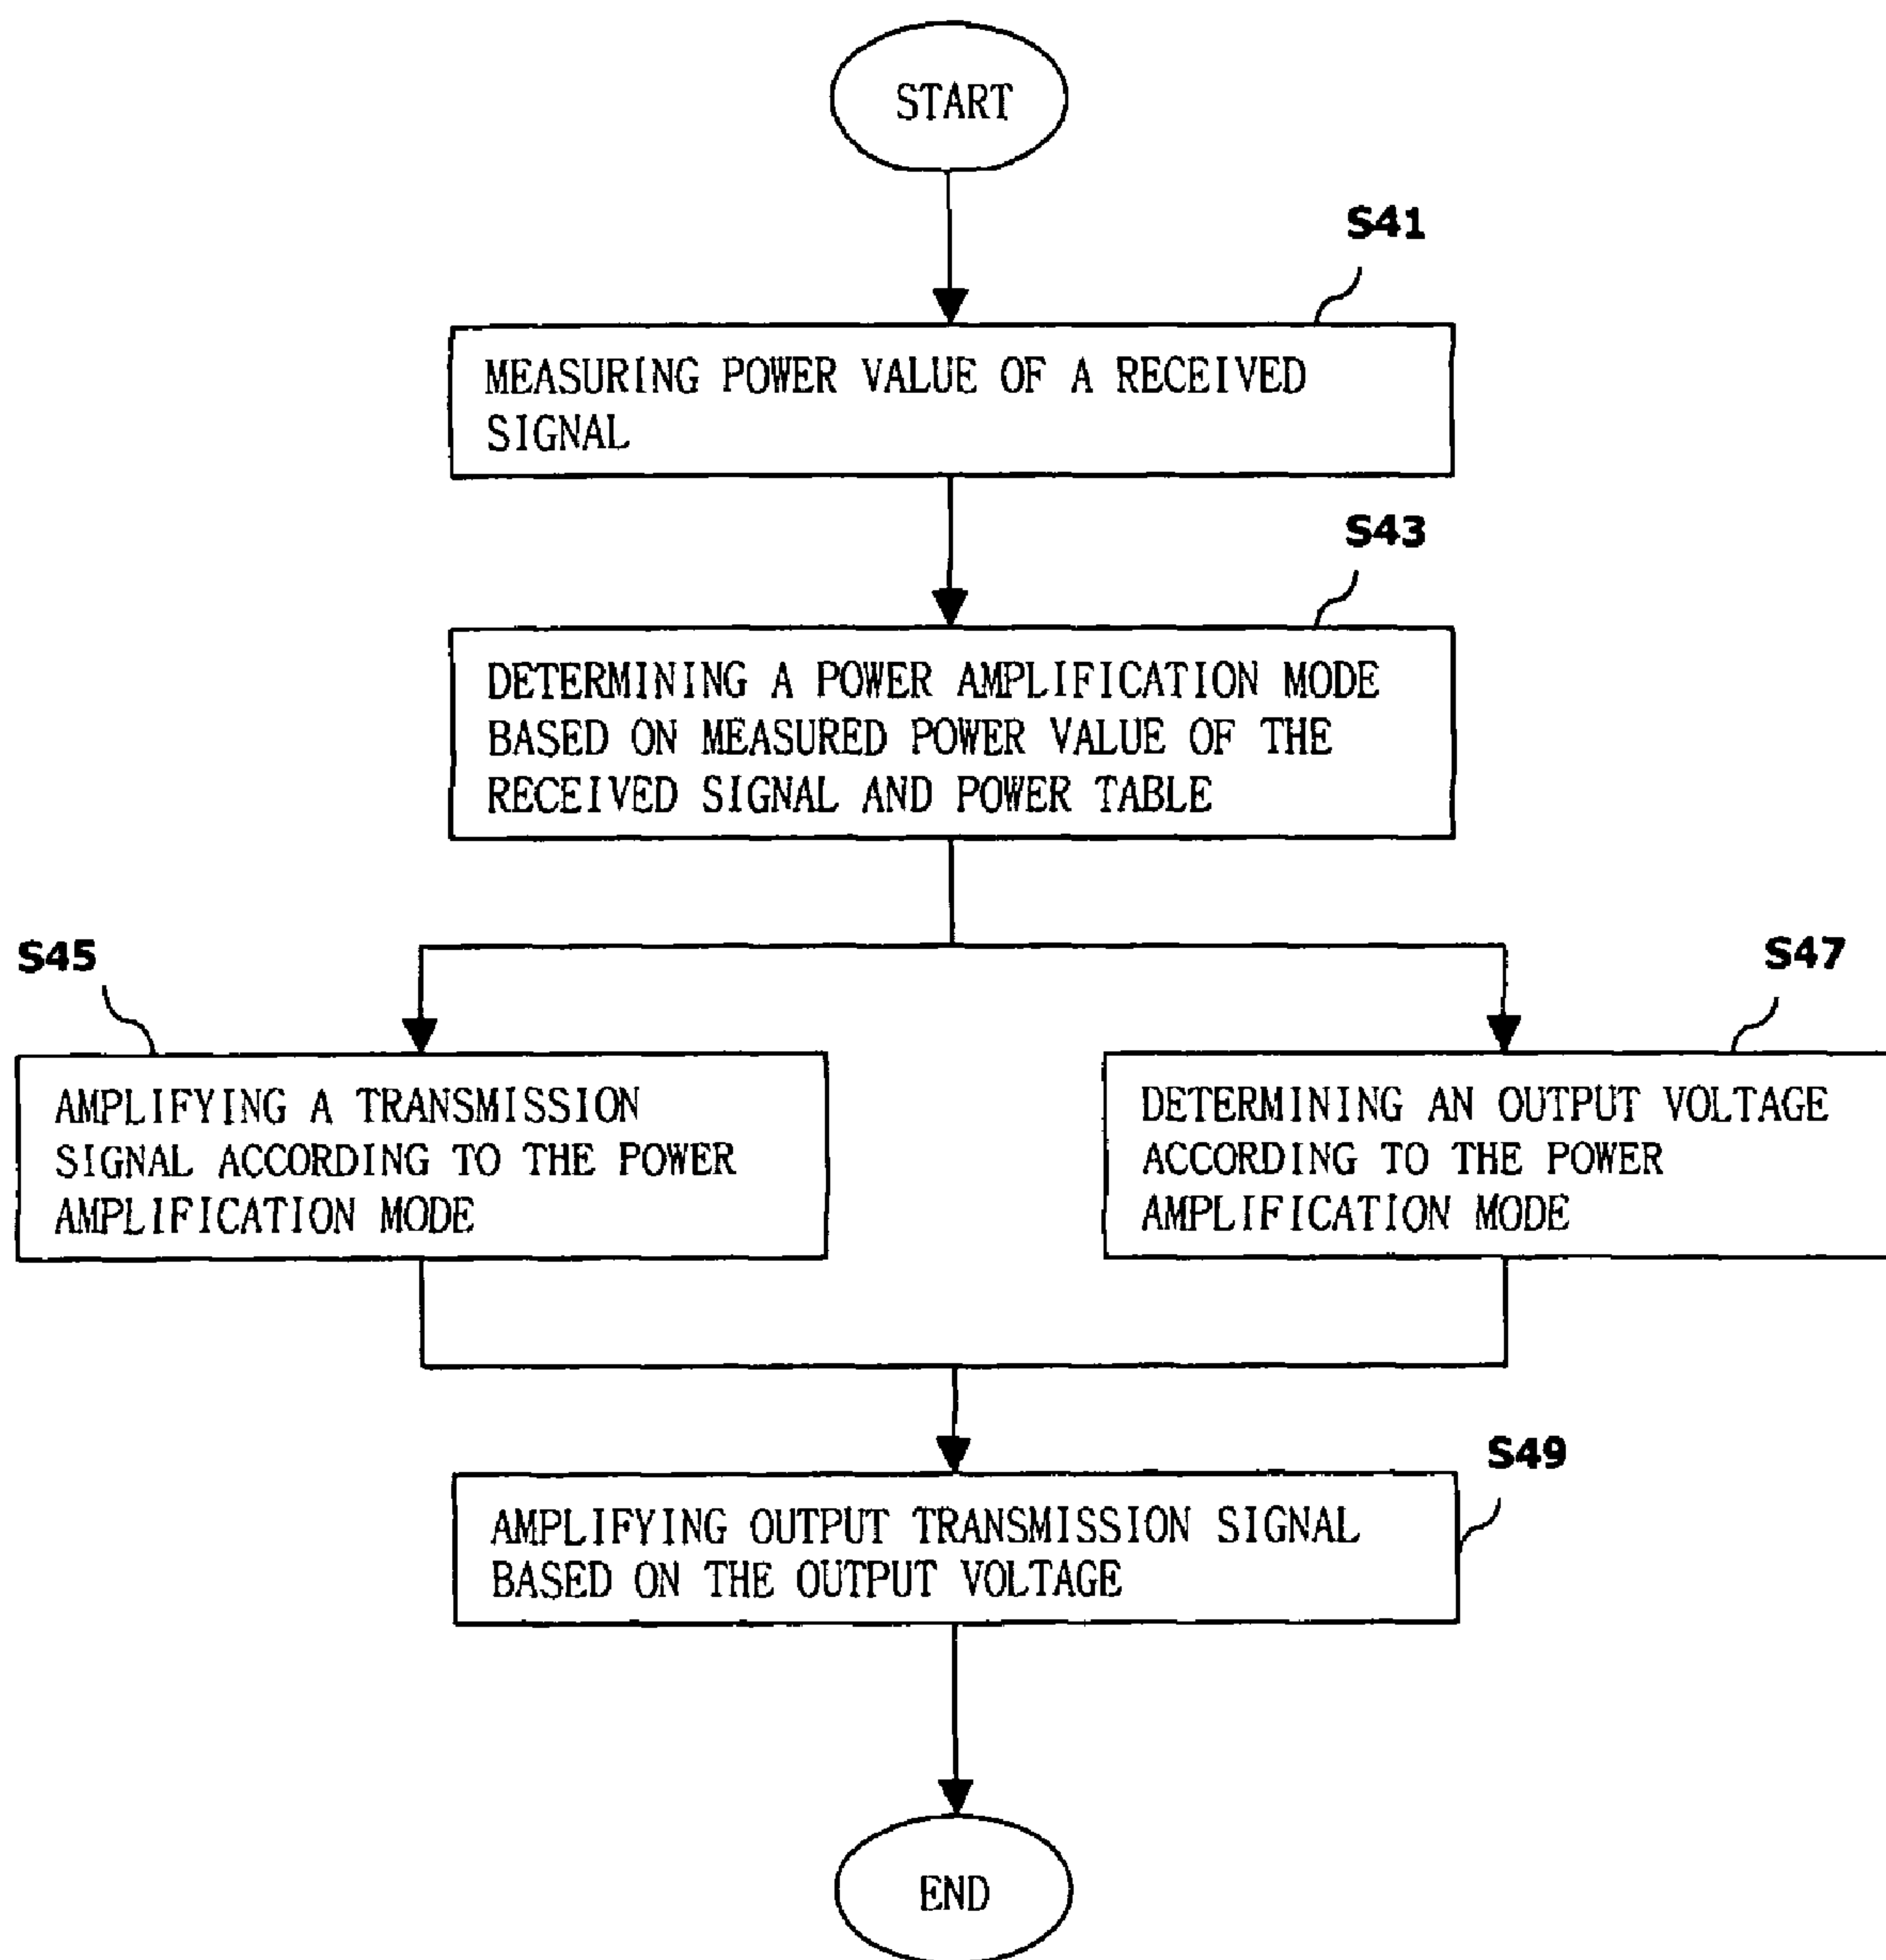 START
S41
MEASURING POWER VALUE OF A RECEIVED
SIGNAL
S43
DETERMINING A POWER AMPLIFICATION MODE
BASED ON MEASURED POWER VALUE OF THE
RECEIVED SIGNAL AND POWER TABLE
S45
AMPLIFYING A TRANSMISSION
SIGNAL ACCORDING TO THE POWER
AMPLIFICATION MODE
S47
DETERMINING AN OUTPUT VOLTAGE
ACCORDING TO THE POWER
AMPLIFICATION MODE
S49
AMPLIFYING OUTPUT TRANSMISSION SIGNAL
BASED ON THE OUTPUT VOLTAGE
END